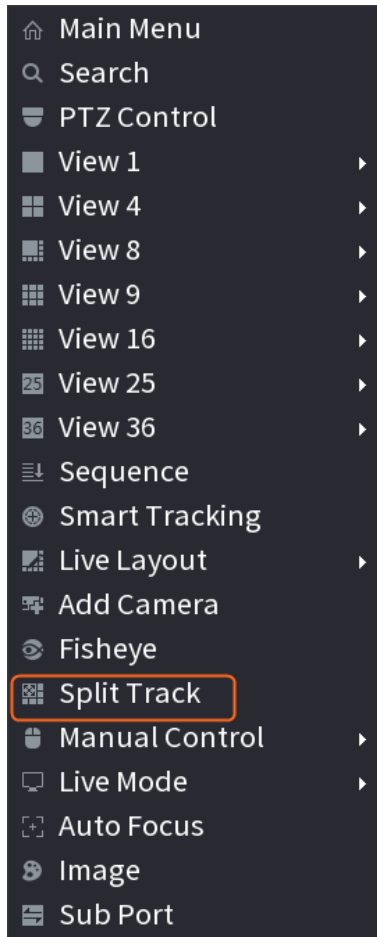 Main Menu
Search
PTZ Control
View 1
View 4
View 8
View 9
View 16
25 View 25
36 View 36
Sequence
Smart Tracking
Live Layout
Add Camera
Fisheye
Split Track
Manual Control
Live Mode
Auto Focus
Image
Sub Port